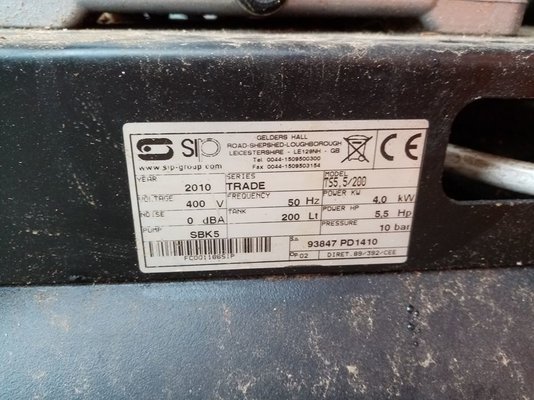 SIP
www.sip-group.com
GELDERS HALL
ROAD-SHEPSHED-LOUGHBOROUGH
LEICESTERSHIRE - LE129NH - GB
Tel 0044-1509500300
Fax 0044-1509503154
CE
YEAR 2010
SERIES TRADE
MODEL TS5,5/200
VOLTAGE 400 V
FREQUENCY 50 Hz
POWER KW 4,0 kW
NOISE 0 dBA
TANK 200 Lt
POWER HP 5,5 Hp
PUMP SBK5
PRESSURE 10 bar
S.n. 93847 PD1410
FC001186SIP
Dp 02
DIRET.89/392/CEE